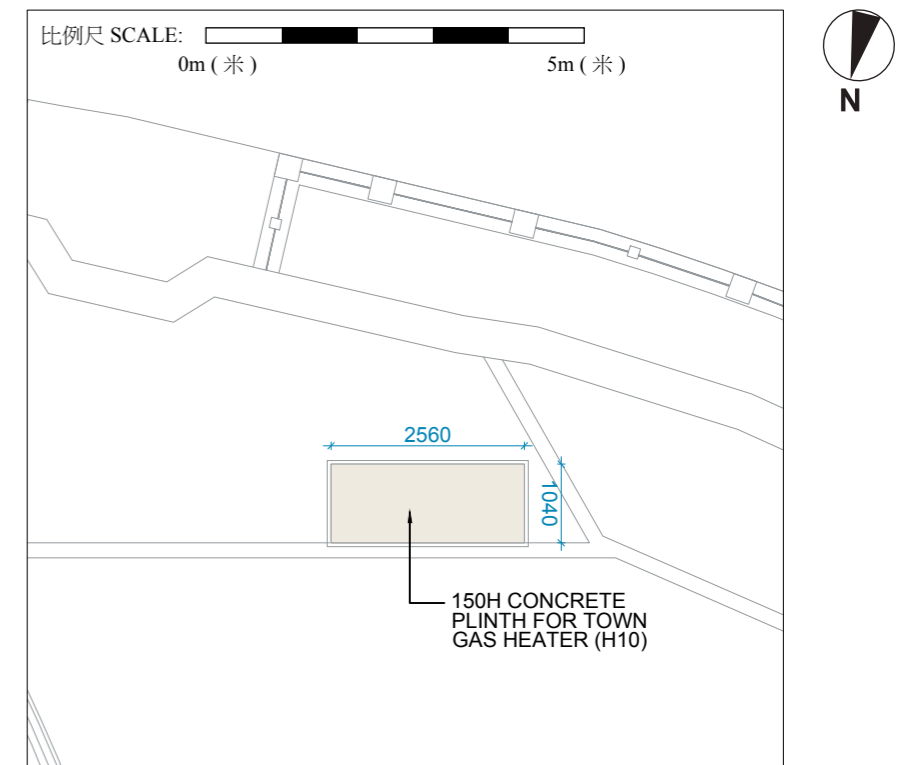 比例尺 SCALE:
0m ( 米 )
5m ( 米 )
N
2560
1040
150H CONCRETE
PLINTH FOR TOWN
GAS HEATER (H10)